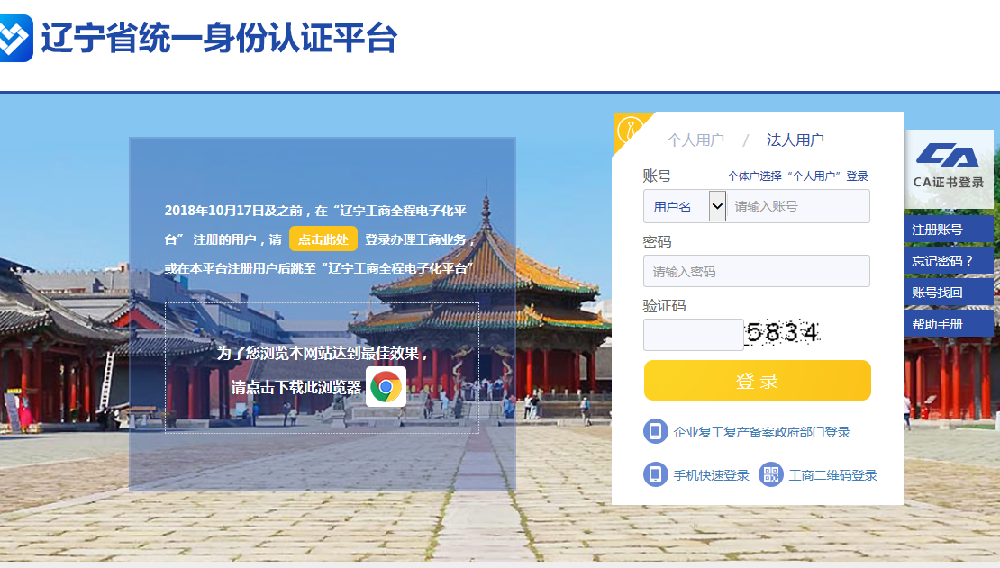 辽宁省统一身份认证平台
2018年10月17日及之前，在“辽宁工商全程电子化平
台” 注册的用户，请 点击此处 登录办理工商业务，
或在本平台注册用户后跳至“辽宁工商全程电子化平台”
为了您浏览本网站达到最佳效果，
请点击下载此浏览器
个人用户 / 法人用户
账号 个体户选择“个人用户”登录
用户名 请输入账号
密码
请输入密码
验证码
5834
登 录
企业复工复产备案政府部门登录
手机快速登录 工商二维码登录
CA证书登录
注册账号
忘记密码？
账号找回
帮助手册